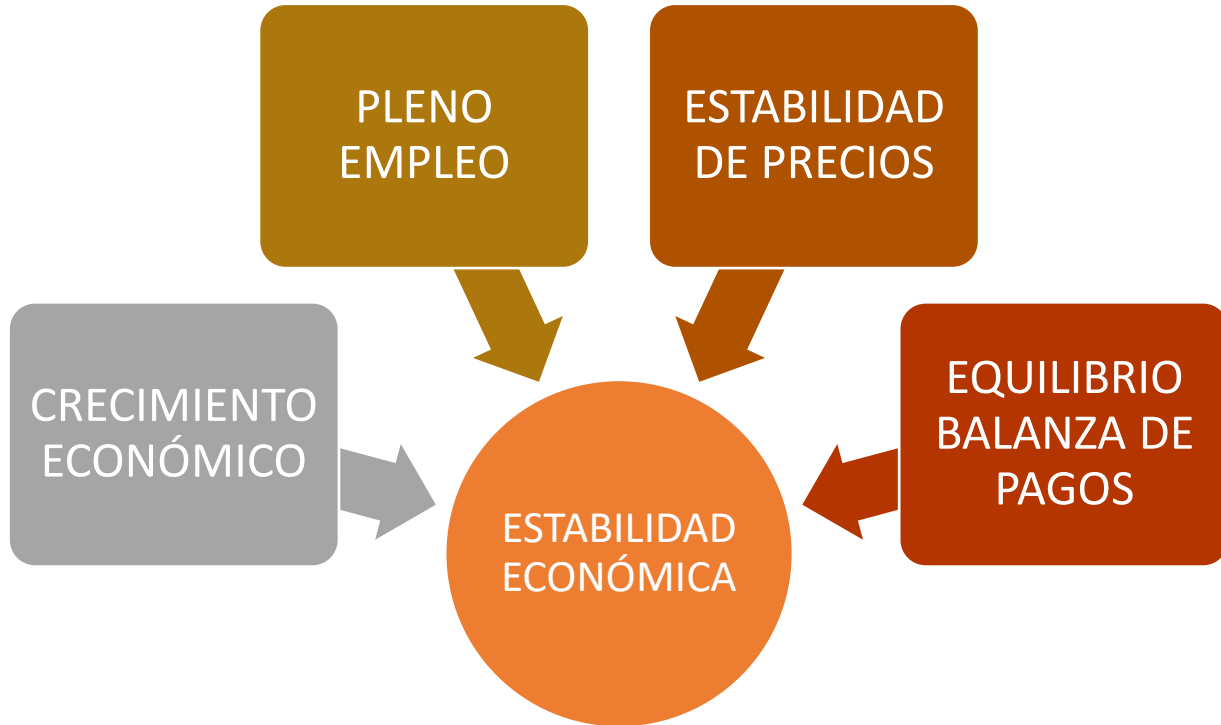 PLENO
EMPLEO
ESTABILIDAD
DE PRECIOS
CRECIMIENTO
ECONÓMICO
EQUILIBRIO
BALANZA DE
PAGOS
ESTABILIDAD
ECONÓMICA